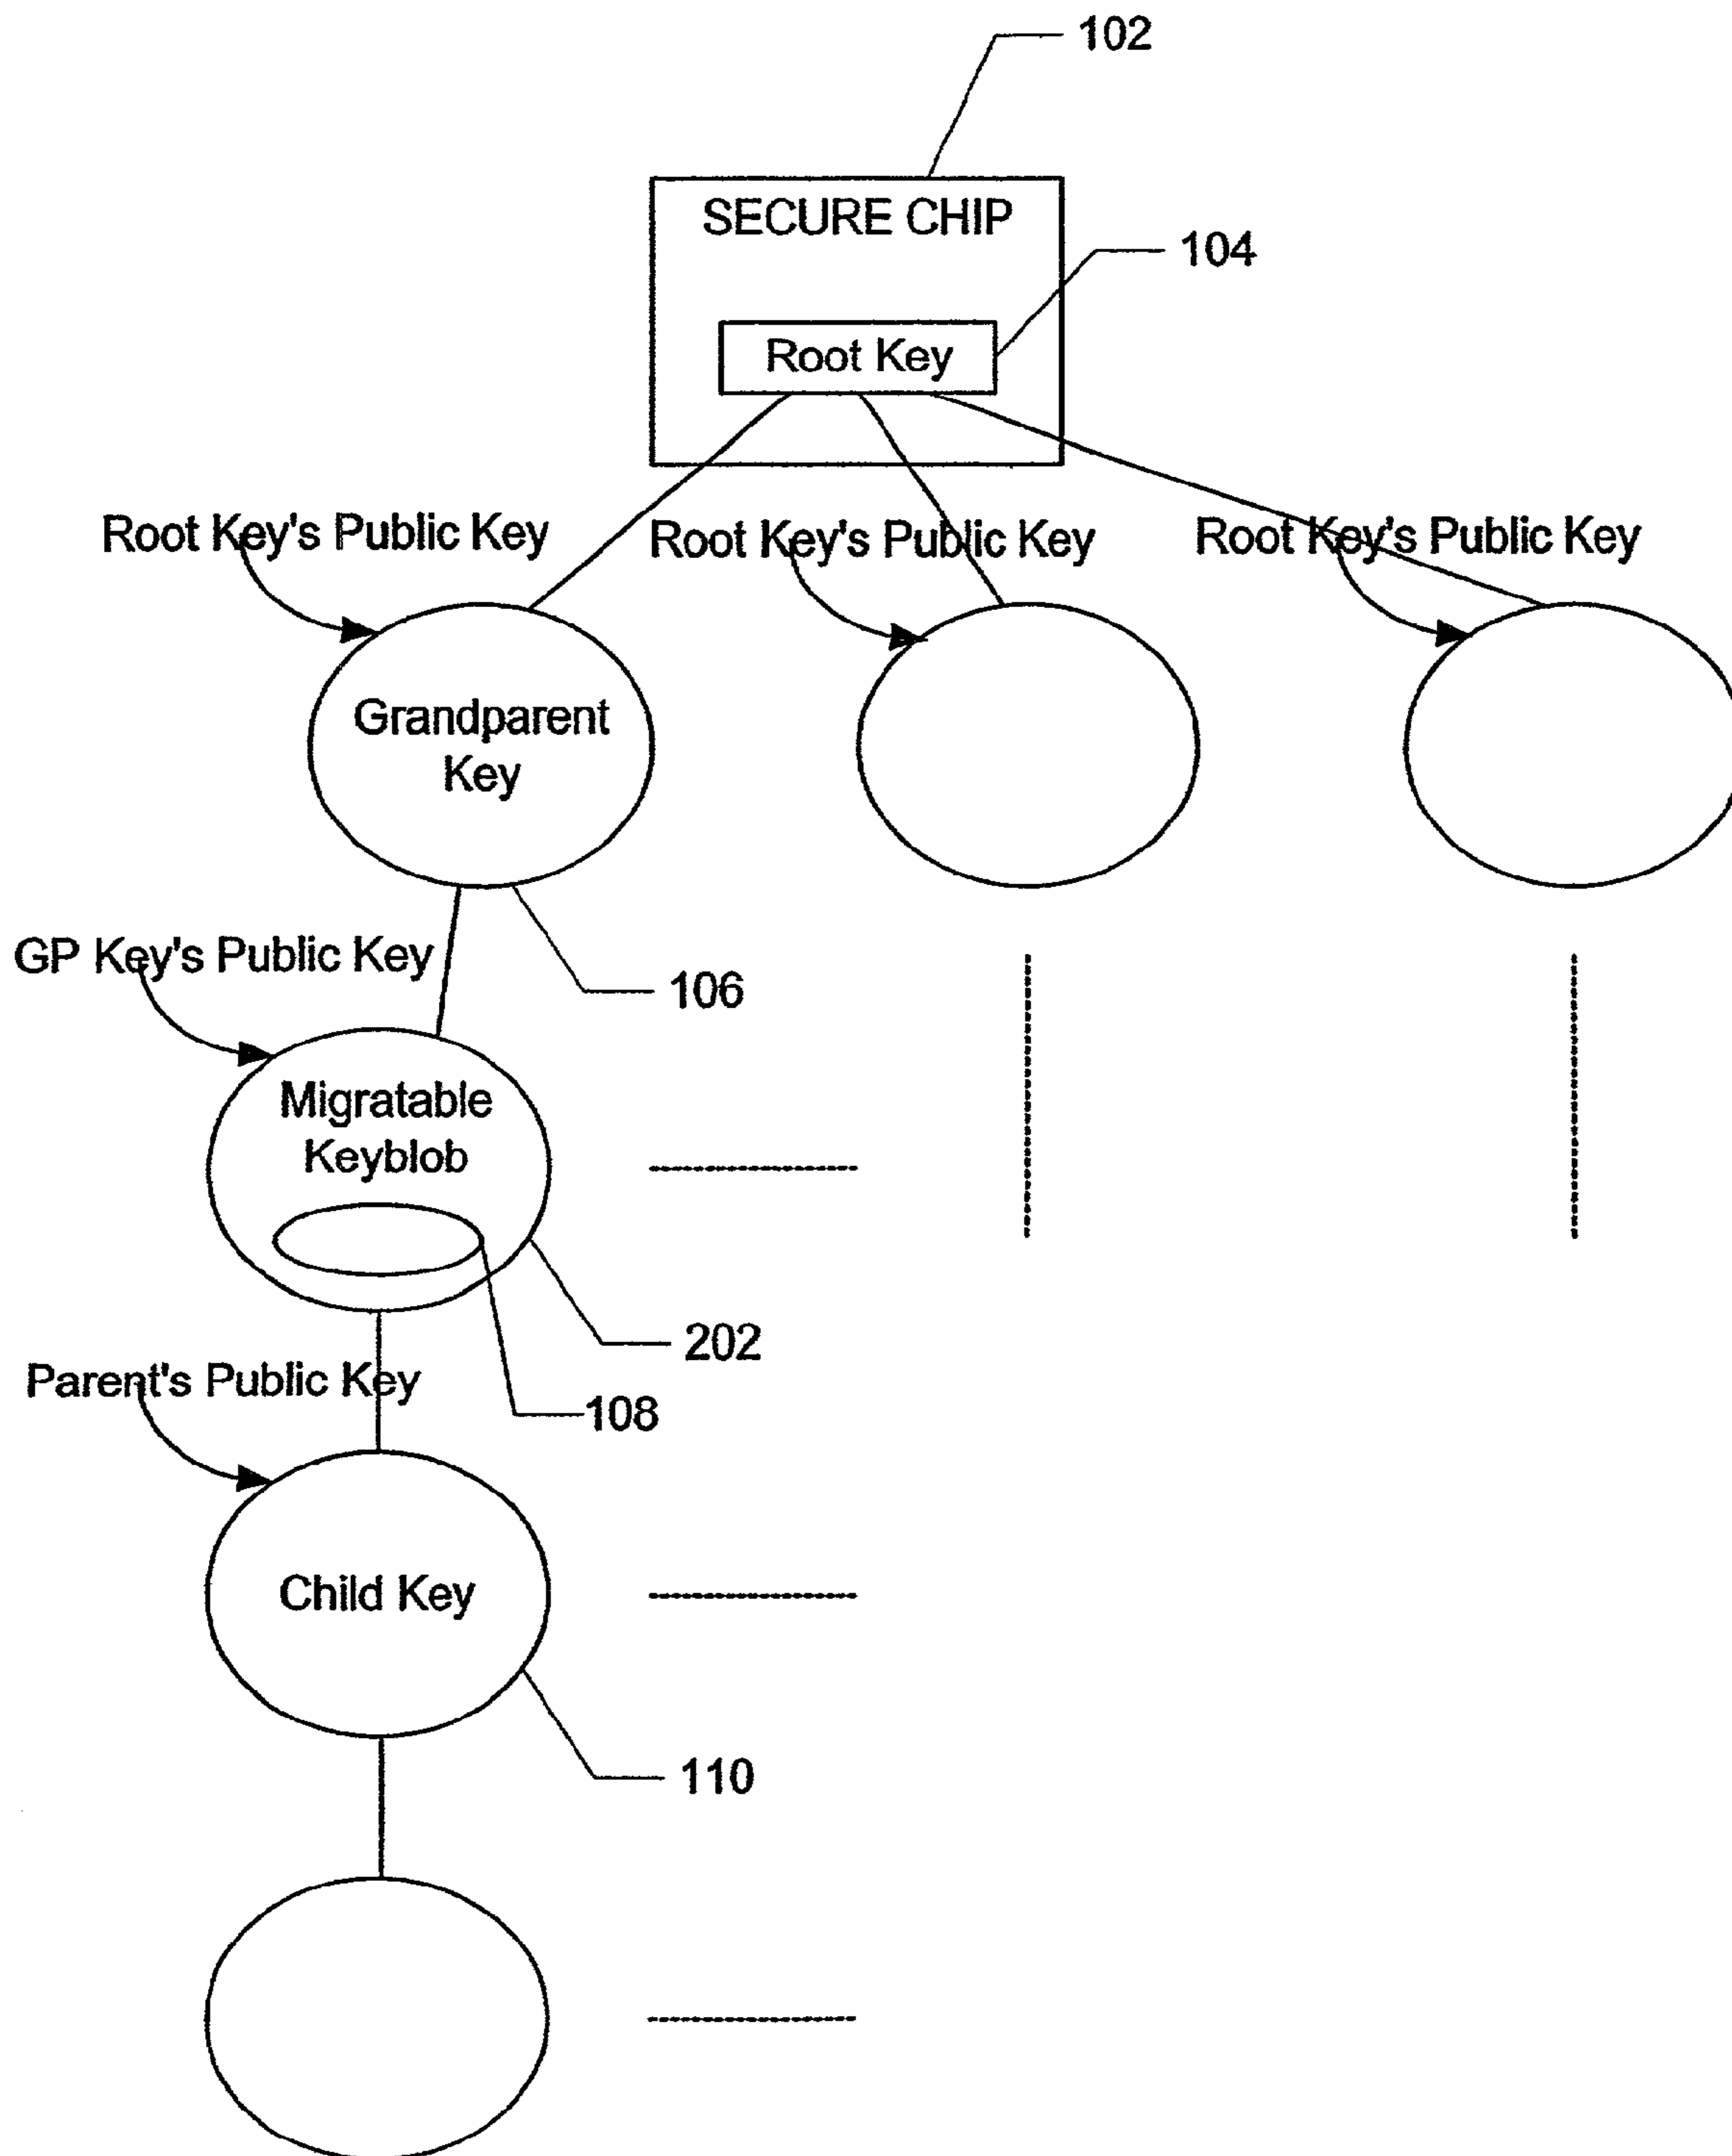 102
SECURE CHIP
104
Root Key
Root Key's Public Key
Root Key's Public Key
Root Key's Public Key
Grandparent
Key
GP Key's Public Key
106
Migratable
Keyblob
202
Parent's Public Key
108
Child Key
110